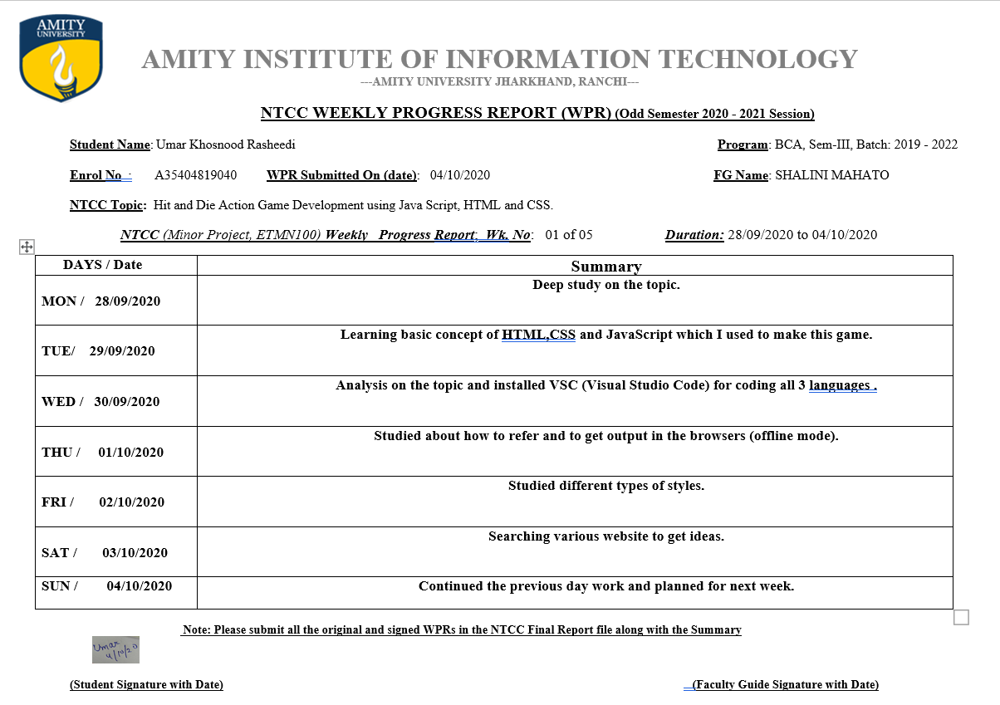 AMITY
UNIVERSITY
AMITY INSTITUTE OF INFORMATION TECHNOLOGY
---AMITY UNIVERSITY JHARKHAND, RANCHI---
NTCC WEEKLY PROGRESS REPORT (WPR) (Odd Semester 2020 - 2021 Session)
Student Name: Umar Khosnood Rasheedi Program: BCA, Sem-III, Batch: 2019 - 2022
Enrol No : A35404819040 WPR Submitted On (date): 04/10/2020 FG Name: SHALINI MAHATO
NTCC Topic: Hit and Die Action Game Development using Java Script, HTML and CSS.
NTCC (Minor Project, ETMN100) Weekly Progress Report; Wk. No: 01 of 05 Duration: 28/09/2020 to 04/10/2020
DAYS / Date Summary
MON / 28/09/2020 Deep study on the topic.
TUE/ 29/09/2020 Learning basic concept of HTML,CSS and JavaScript which I used to make this game.
WED / 30/09/2020 Analysis on the topic and installed VSC (Visual Studio Code) for coding all 3 languages .
THU / 01/10/2020 Studied about how to refer and to get output in the browsers (offline mode).
FRI / 02/10/2020 Studied different types of styles.
SAT / 03/10/2020 Searching various website to get ideas.
SUN / 04/10/2020 Continued the previous day work and planned for next week.
Note: Please submit all the original and signed WPRs in the NTCC Final Report file along with the Summary
Umar
4/10/20
(Student Signature with Date) (Faculty Guide Signature with Date)